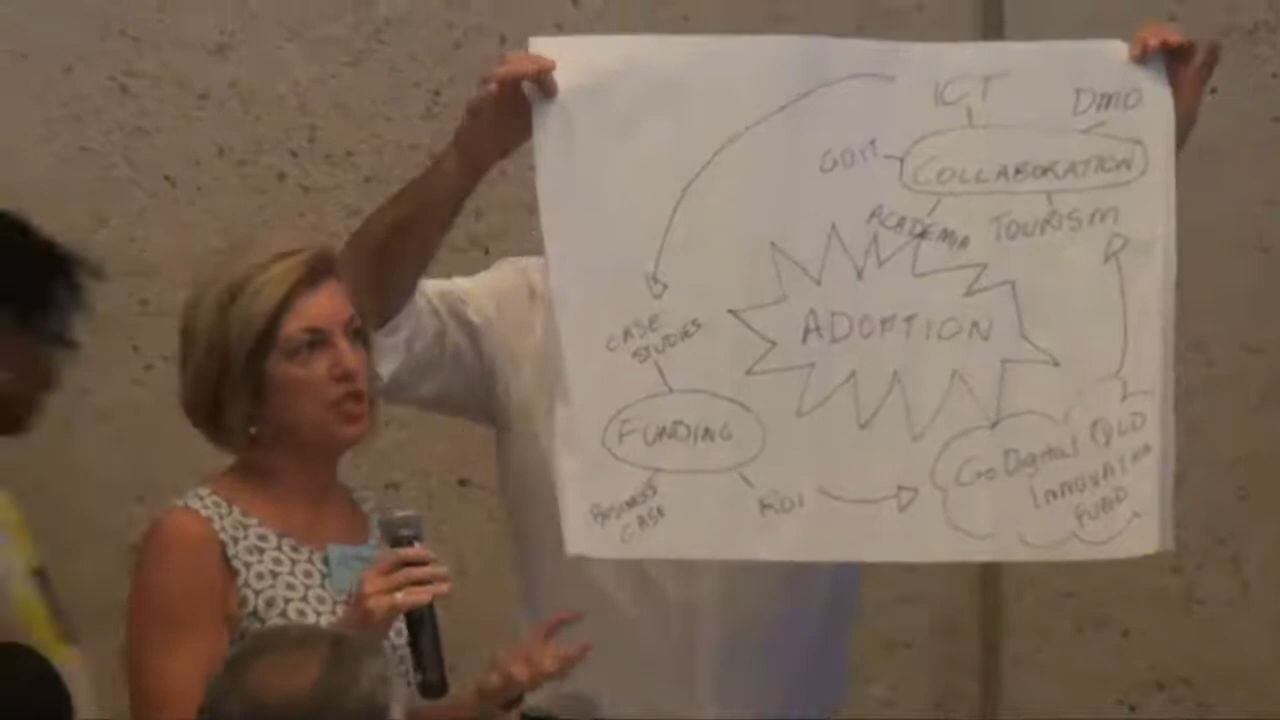 ICT
DMO
GOVT
COLLABORATION
ACADEMIA
TOURISM
ADOPTION
CASE
STUDIES
FUNDING
BUSINESS
CASE
ROI
Go Digital QLD
INNOVATION
FUND